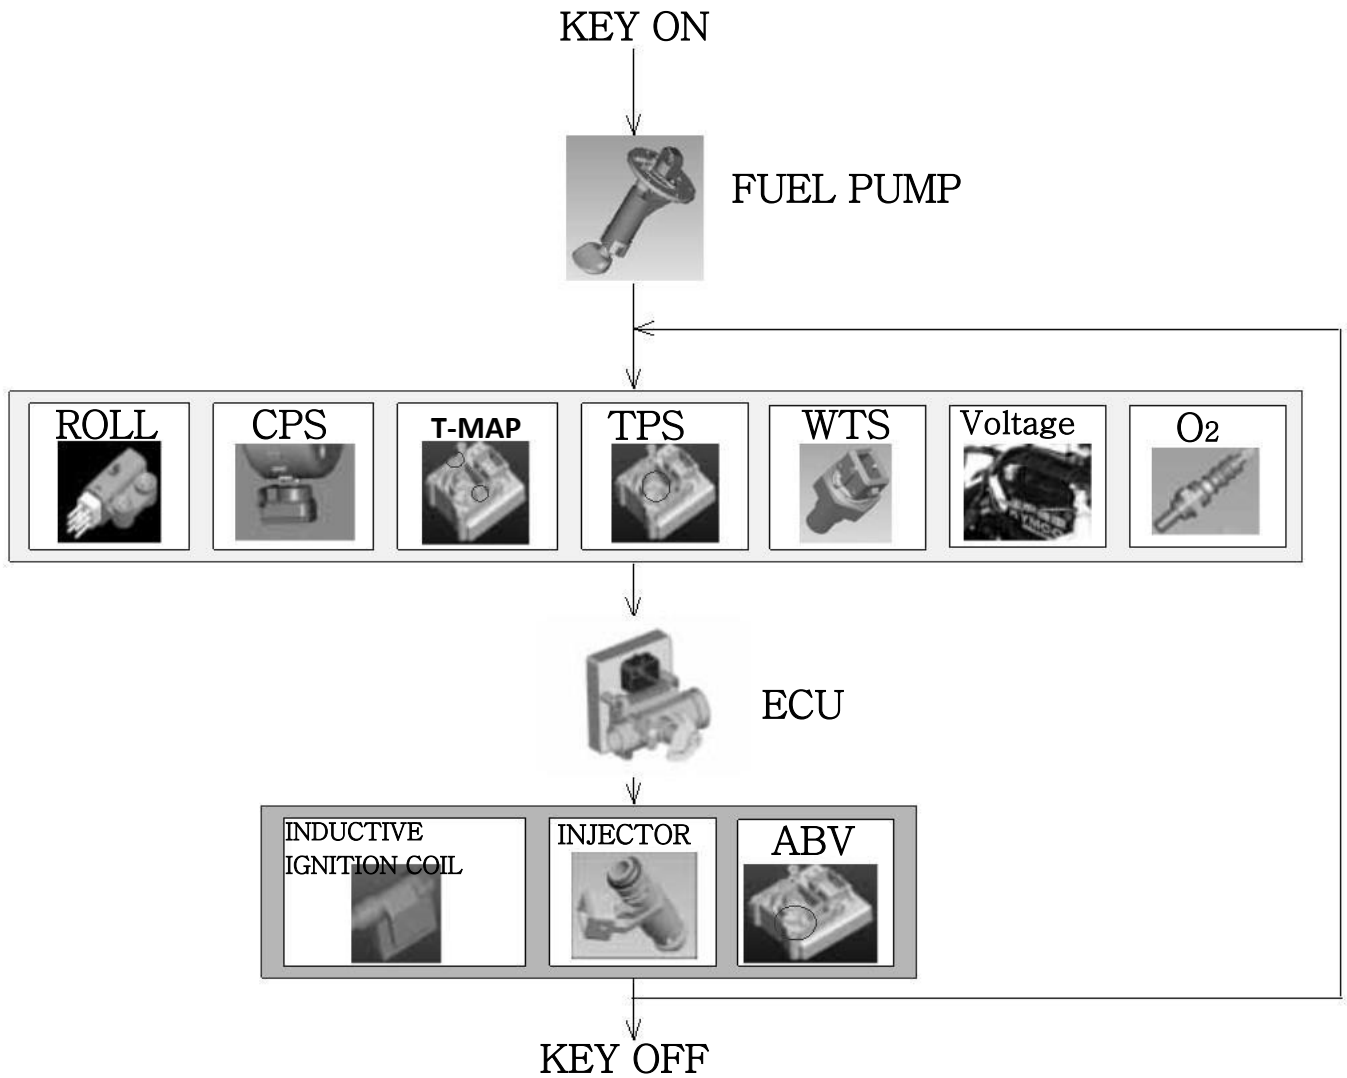 KEY ON
FUEL PUMP
ROLL
CPS
T-MAP
TPS
WTS
Voltage
O2
KYMCO
ECU
INDUCTIVE
IGNITION COIL
INJECTOR
ABV
KEY OFF